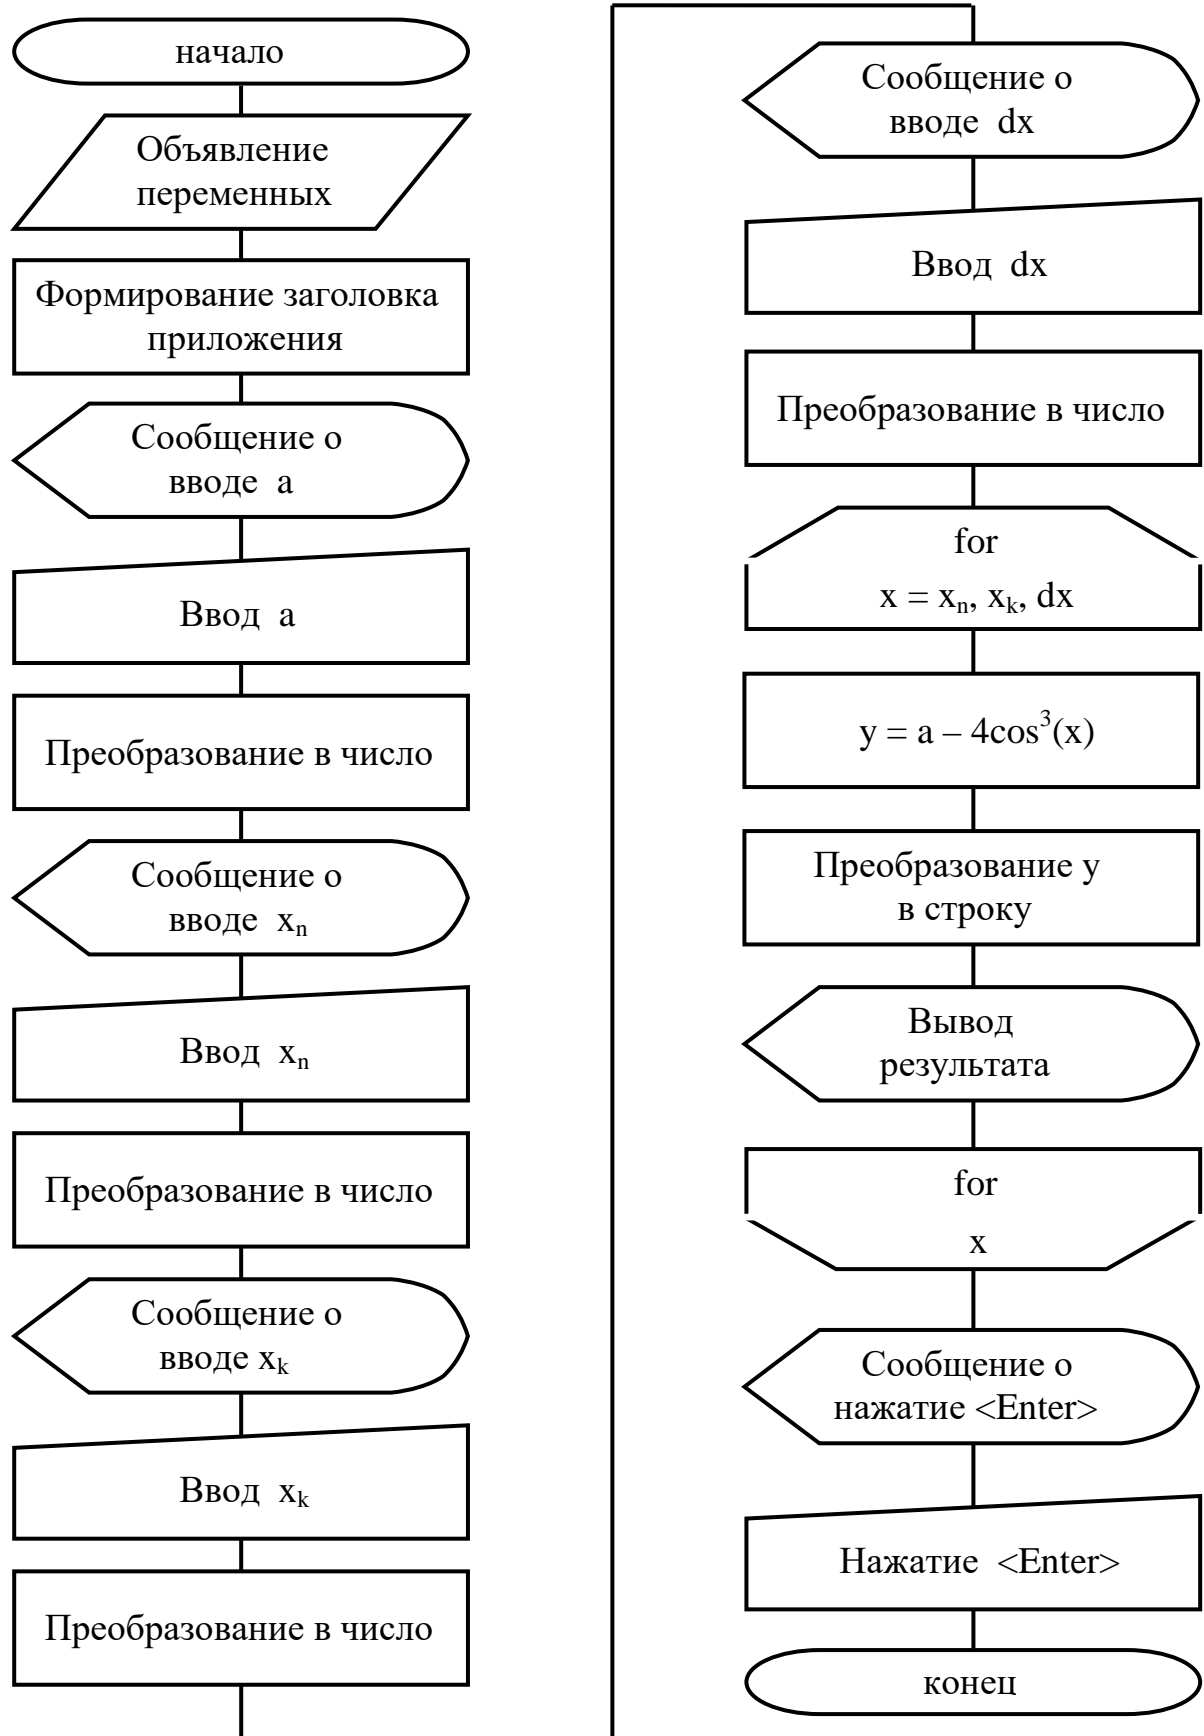 начало
Объявление
переменных
Формирование заголовка
приложения
Сообщение о
вводе a
Ввод a
Преобразование в число
Сообщение о
вводе xₙ
Ввод xₙ
Преобразование в число
Сообщение о
вводе xₖ
Ввод xₖ
Преобразование в число
Сообщение о
вводе dx
Ввод dx
Преобразование в число
for
x = xₙ, xₖ, dx
y = a – 4cos³(x)
Преобразование y
в строку
Вывод
результата
for
x
Сообщение о
нажатие <Enter>
Нажатие <Enter>
конец